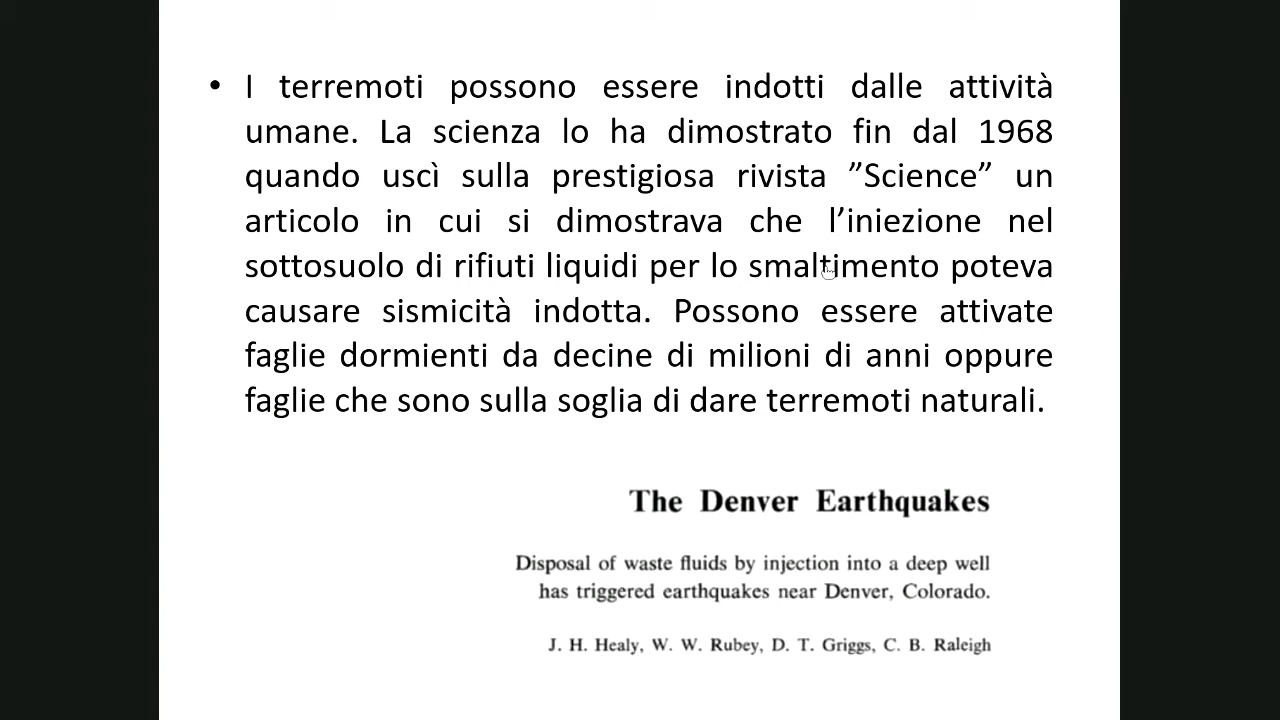 • I terremoti possono essere indotti dalle attività
umane. La scienza lo ha dimostrato fin dal 1968
quando uscì sulla prestigiosa rivista ”Science” un
articolo in cui si dimostrava che l’iniezione nel
sottosuolo di rifiuti liquidi per lo smaltimento poteva
causare sismicità indotta. Possono essere attivate
faglie dormienti da decine di milioni di anni oppure
faglie che sono sulla soglia di dare terremoti naturali.
The Denver Earthquakes
Disposal of waste fluids by injection into a deep well
has triggered earthquakes near Denver, Colorado.
J. H. Healy, W. W. Rubey, D. T. Griggs, C. B. Raleigh